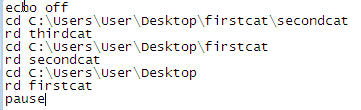 echo off
cd C:\Users\User\Desktop\firstcat\secondcat
rd thirdcat
cd C:\Users\User\Desktop\firstcat
rd secondcat
cd C:\Users\User\Desktop
rd firstcat
pause